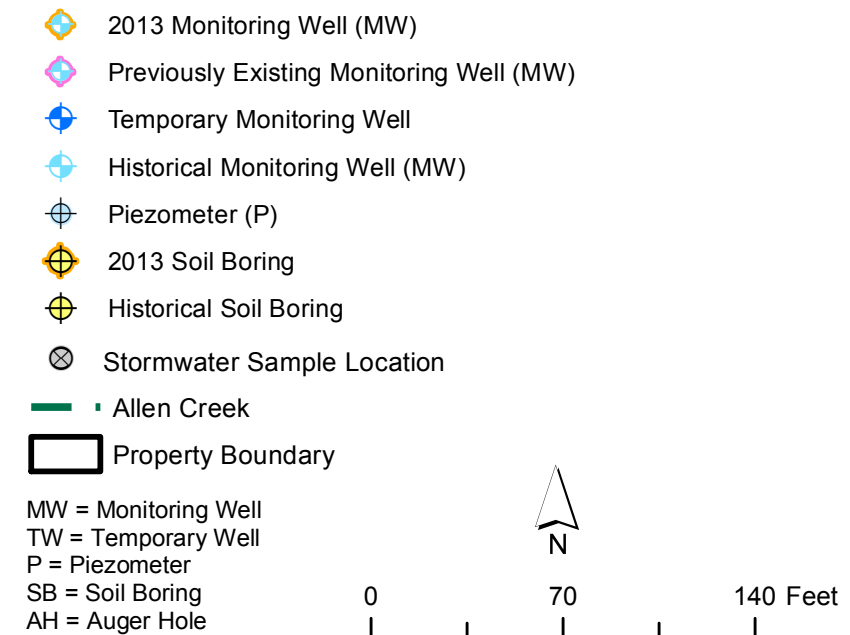 2013 Monitoring Well (MW)
Previously Existing Monitoring Well (MW)
Temporary Monitoring Well
Historical Monitoring Well (MW)
Piezometer (P)
2013 Soil Boring
Historical Soil Boring
Stormwater Sample Location
Allen Creek
Property Boundary
MW = Monitoring Well
TW = Temporary Well
P = Piezometer
SB = Soil Boring
AH = Auger Hole
N
0 70 140 Feet